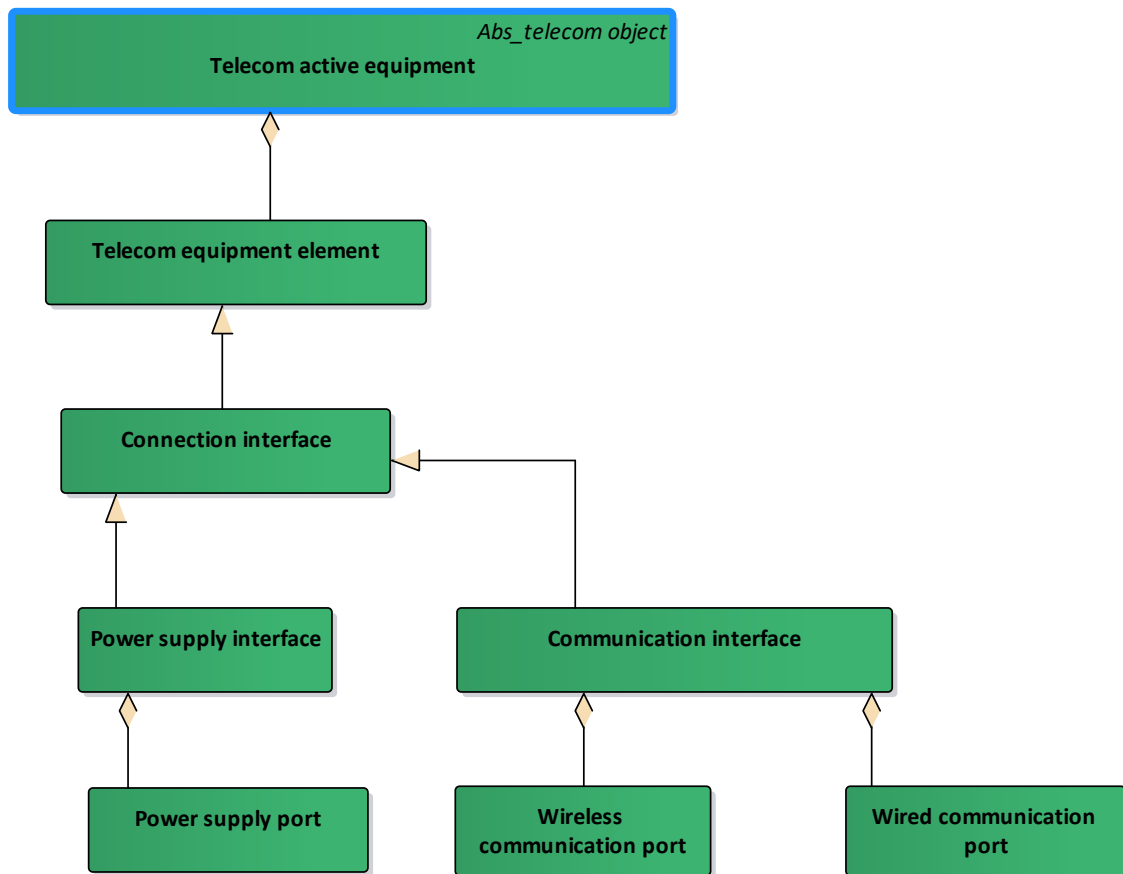 Abs_telecom object
Telecom active equipment
Telecom equipment element
Connection interface
Power supply interface
Communication interface
Power supply port
Wireless
communication port
Wired communication
port